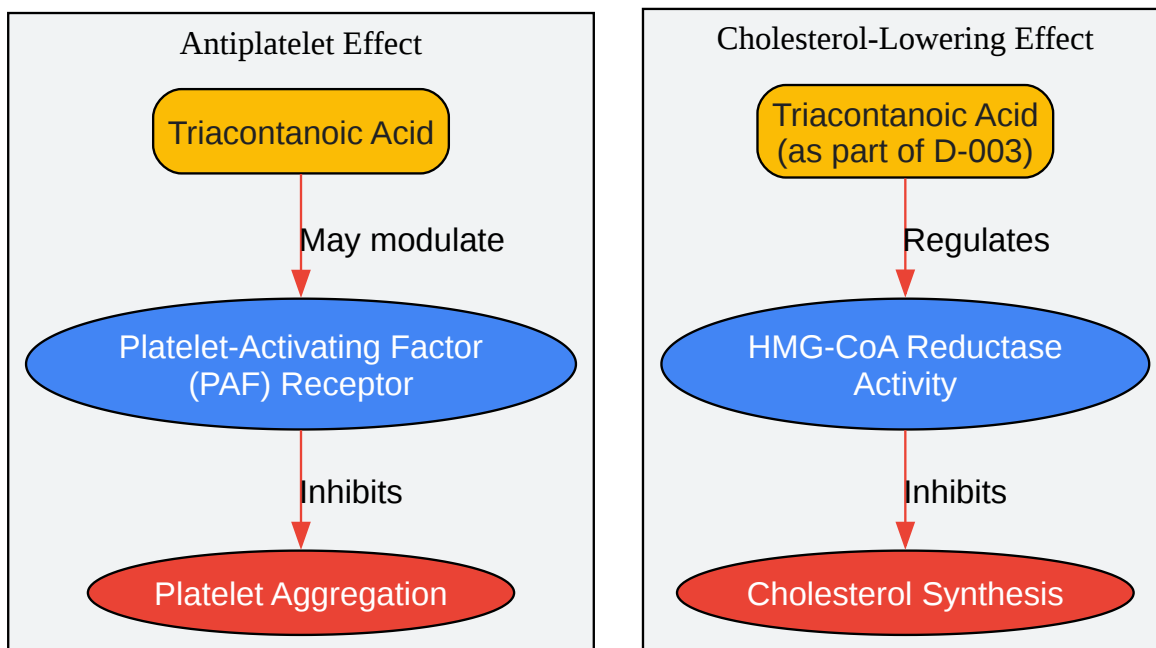 Antiplatelet Effect
Triacontanoic Acid
May modulate
Platelet-Activating Factor
(PAF) Receptor
Inhibits
Platelet Aggregation
Cholesterol-Lowering Effect
Triacontanoic Acid
(as part of D-003)
Regulates
HMG-CoA Reductase
Activity
Inhibits
Cholesterol Synthesis